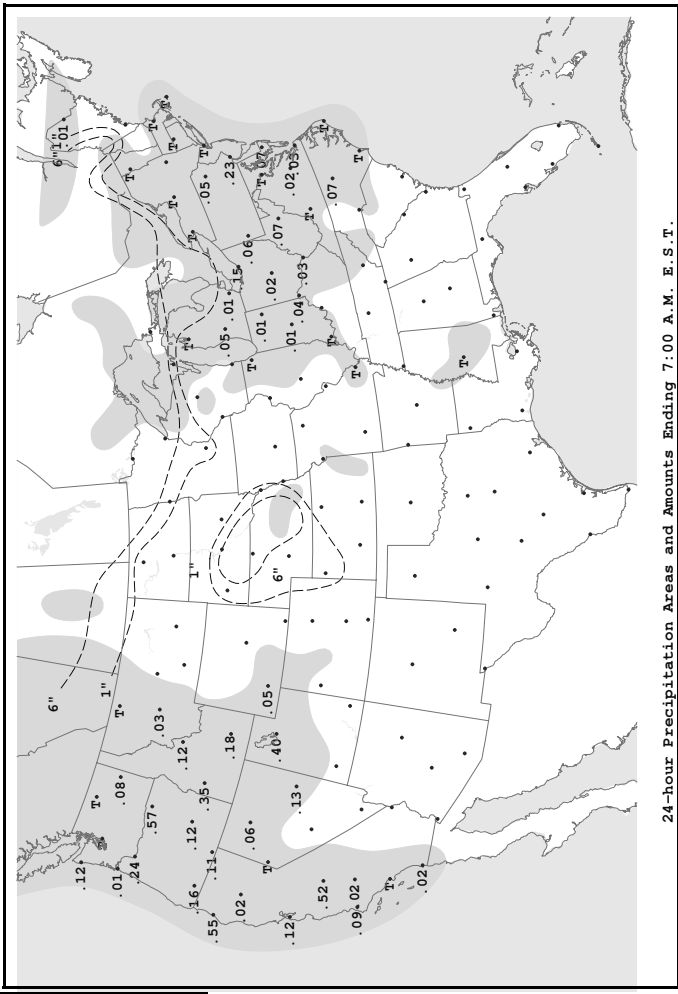 6"
6" 1"
.01
.12
T
1"
.01
.08
T
T
.24
.57
T
.03
T
T
T
.12
T
T
.12
.16
1"
.35
.05
T
.55
.11
.18
.05
.01
.23
.02
.15
.06
.06
T
T
.05
.01
T
.07
.40
6"
.02
.07
.12
.13
.01
.04
.02
.03
.03
T
.52
T
T
.07
.09
.02
T
T
T
.02
T
24-hour Precipitation Areas and Amounts Ending 7:00 A.M. E.S.T.